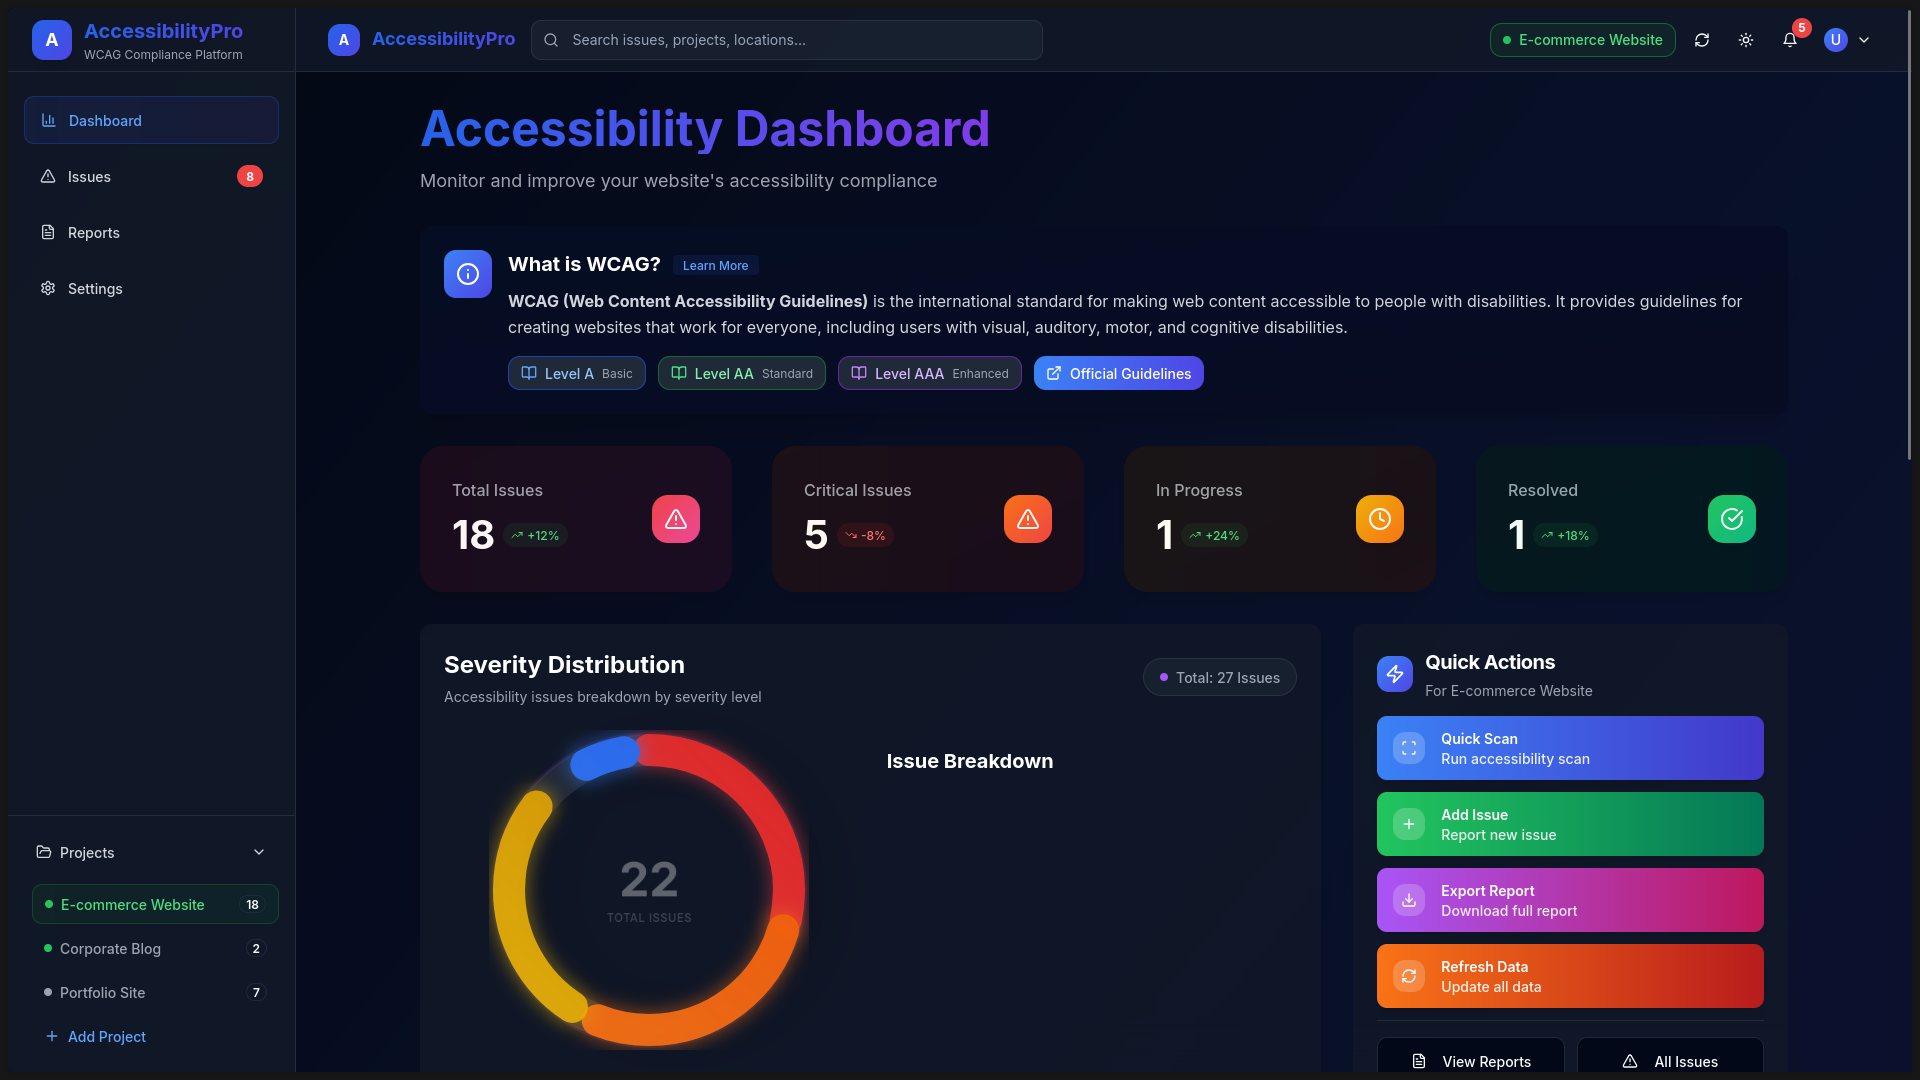 A
AccessibilityPro
WCAG Compliance Platform
Dashboard
Issues 8
Reports
Settings
Projects
E-commerce Website 18
Corporate Blog 2
Portfolio Site 7
Add Project
A AccessibilityPro
Search issues, projects, locations...
E-commerce Website
5
U
Accessibility Dashboard
Monitor and improve your website's accessibility compliance
What is WCAG? Learn More
WCAG (Web Content Accessibility Guidelines) is the international standard for making web content accessible to people with disabilities. It provides guidelines for
creating websites that work for everyone, including users with visual, auditory, motor, and cognitive disabilities.
Level A Basic
Level AA Standard
Level AAA Enhanced
Official Guidelines
Total Issues
18 +12%
Critical Issues
5 -8%
In Progress
1 +24%
Resolved
1 +18%
Severity Distribution
Accessibility issues breakdown by severity level
Total: 27 Issues
22
TOTAL ISSUES
Issue Breakdown
Quick Actions
For E-commerce Website
Quick Scan
Run accessibility scan
Add Issue
Report new issue
Export Report
Download full report
Refresh Data
Update all data
View Reports
All Issues